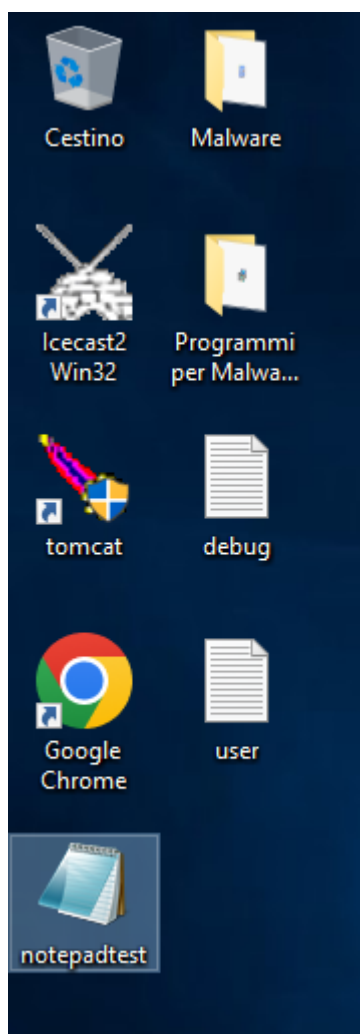 Cestino
Malware
Icecast2
Win32
Programmi
per Malwa...
tomcat
debug
Google
Chrome
user
notepadtest